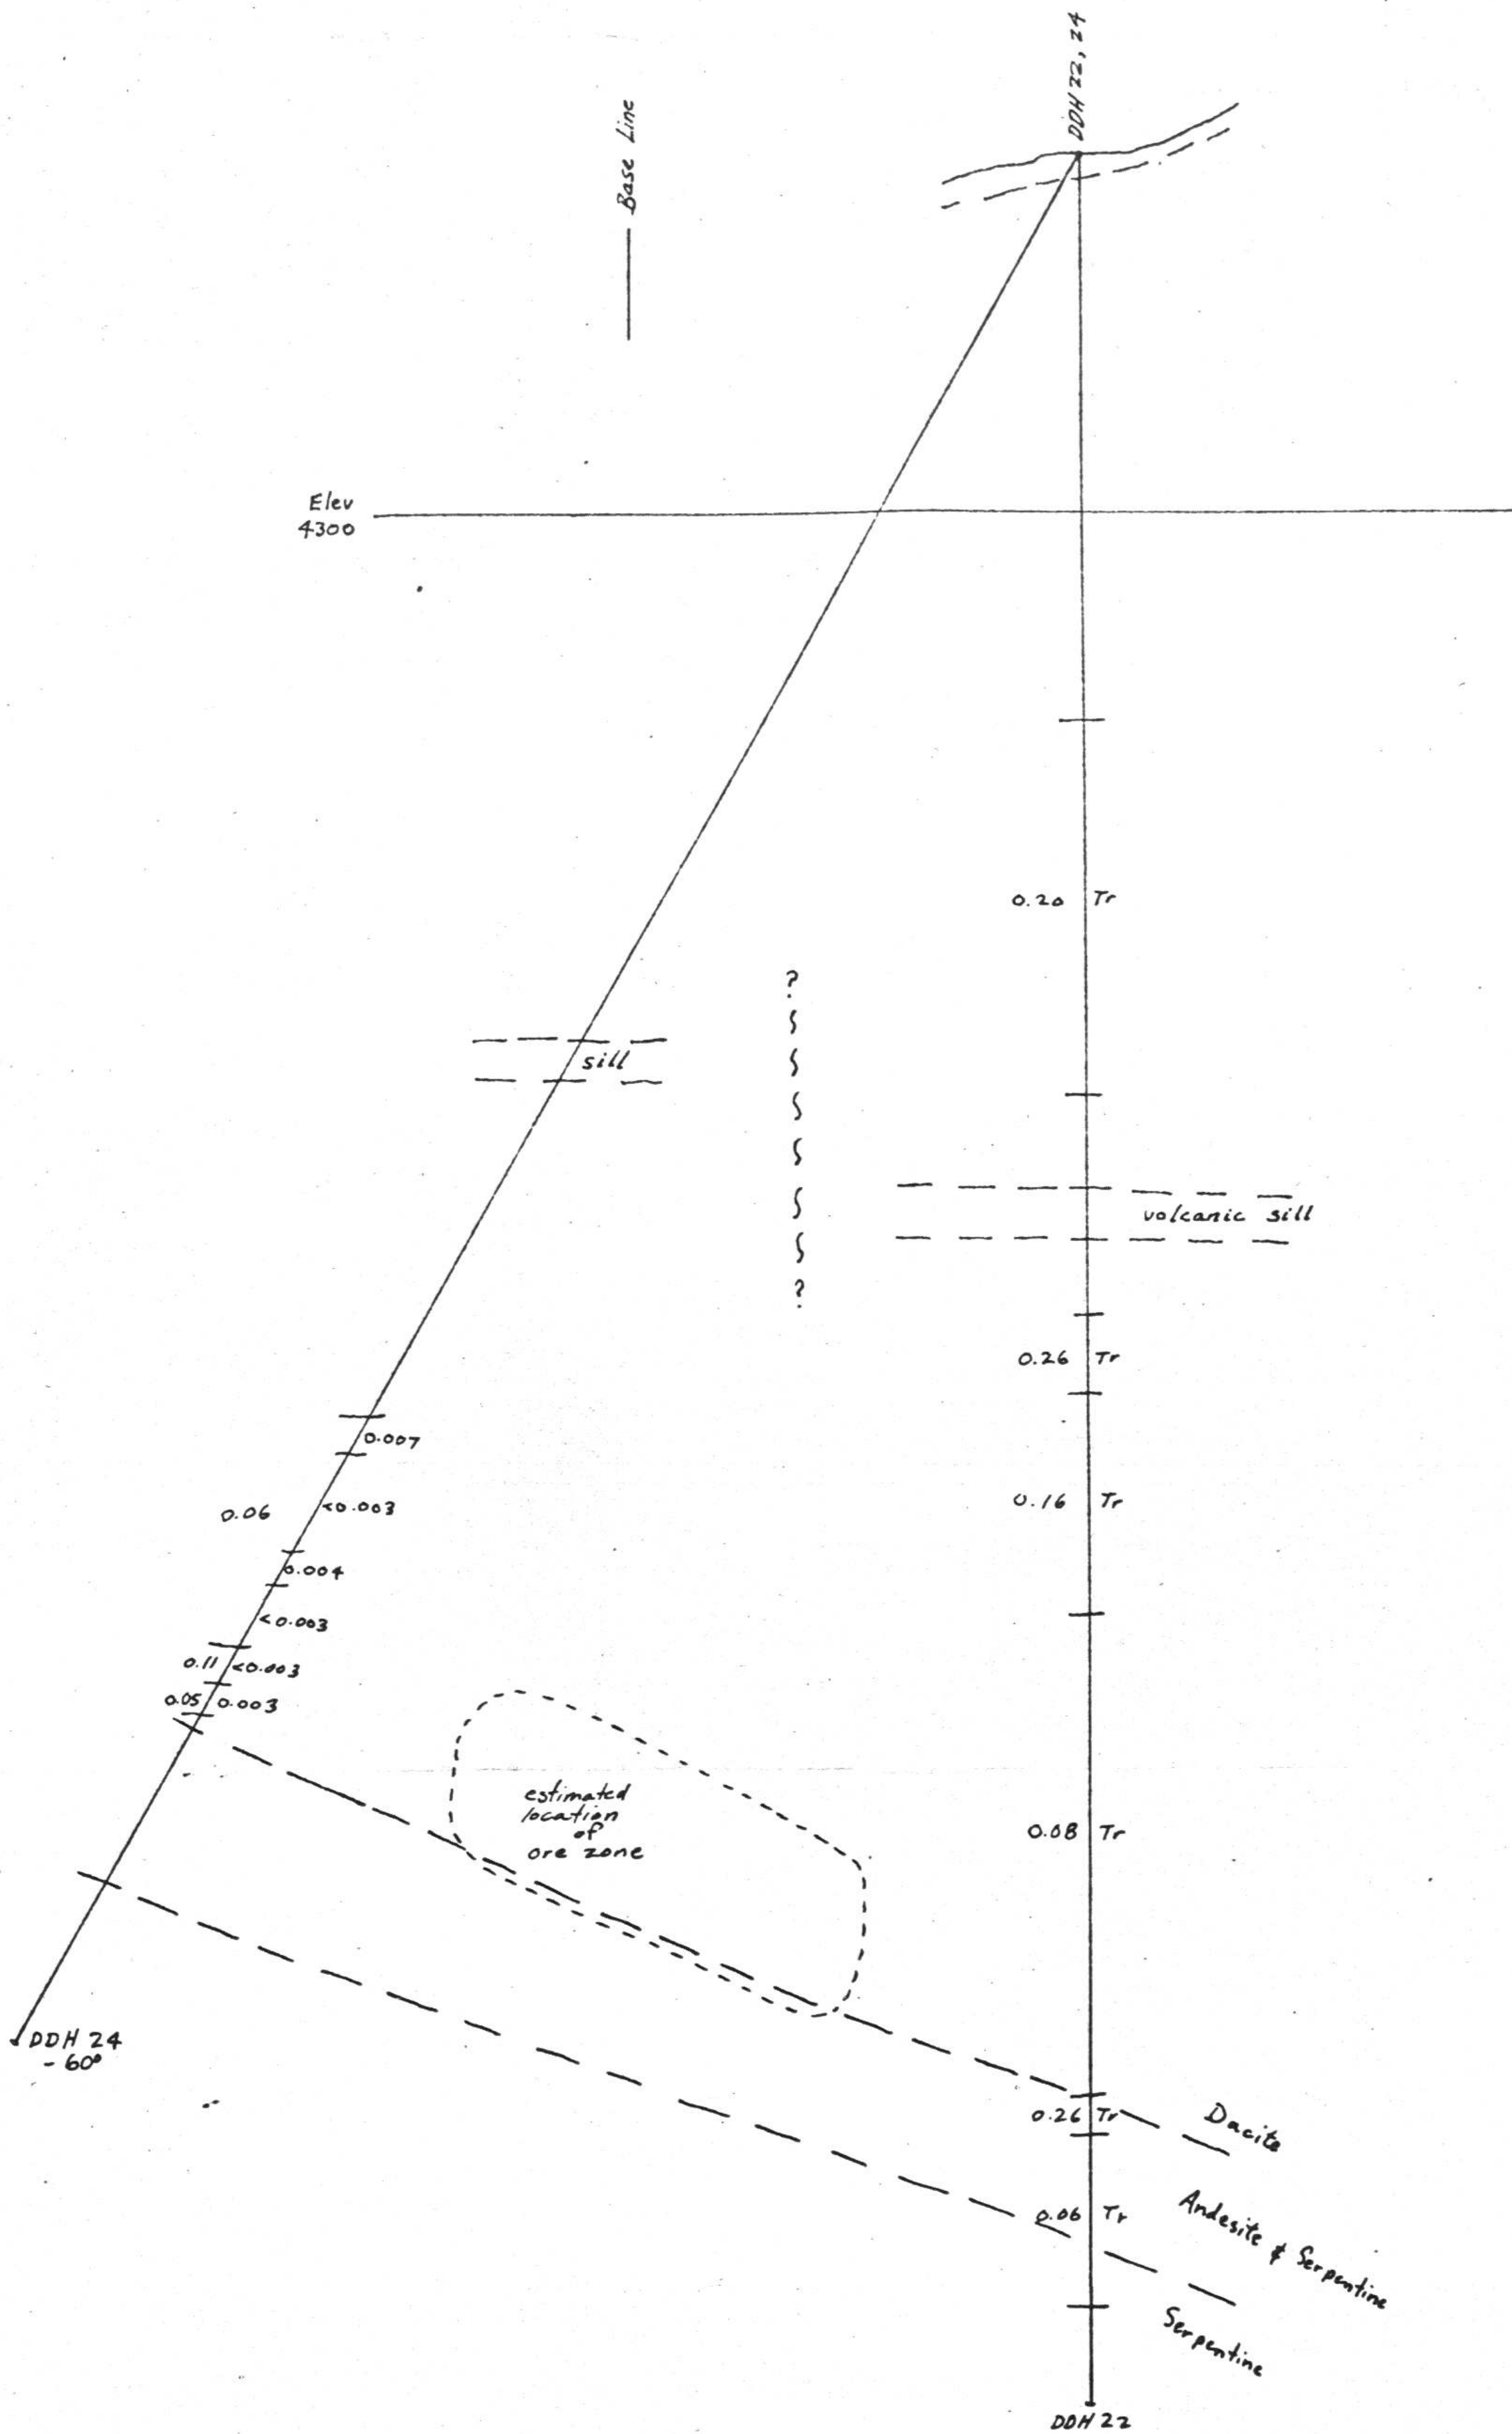 DDH 22, 24
Base Line
Elev
4300
0.20 Tr
?
sill
volcanic sill
?
0.26 Tr
0.007
0.16 Tr
0.06 <0.003
0.004
<0.003
0.11 <0.003
0.05 0.003
estimated
location
of
ore zone
0.08 Tr
DDH 24
- 60°
0.26 Tr
Dacite
0.06 Tr
Andesite & Serpentine
Serpentine
DDH 22